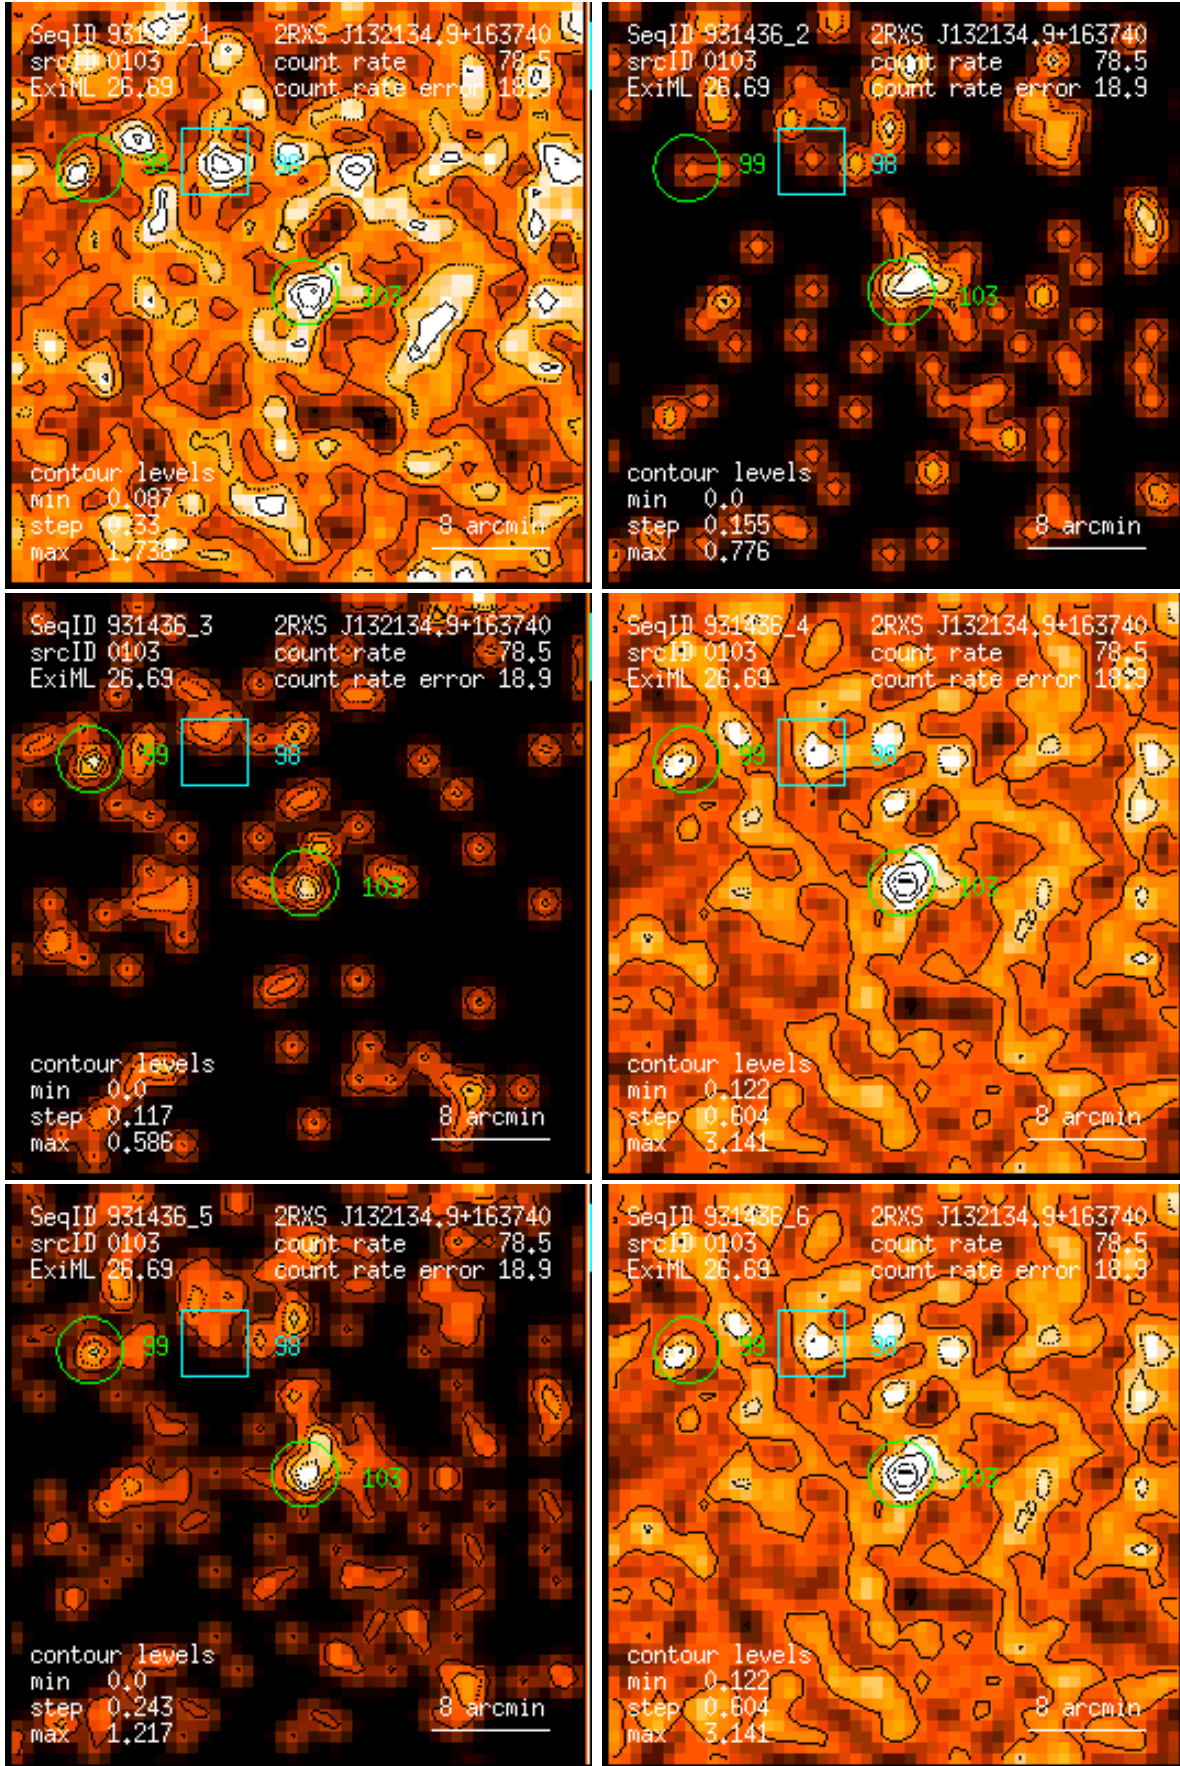 SeqID 931436_1 2RXS J132134.9+163740
srcID 0103 count rate 78.5
ExiML 26.69 count rate error 18.9
99 98
103
contour levels
min 0.087
step 0.33 8 arcmin
max 1.738
SeqID 931436_2 2RXS J132134.9+163740
srcID 0103 count rate 78.5
ExiML 26.69 count rate error 18.9
99 98
103
contour levels
min 0.0
step 0.155 8 arcmin
max 0.776
SeqID 931436_3 2RXS J132134.9+163740
srcID 0103 count rate 78.5
ExiML 26.69 count rate error 18.9
99 98
103
contour levels
min 0.0
step 0.117 8 arcmin
max 0.586
SeqID 931436_4 2RXS J132134.9+163740
srcID 0103 count rate 78.5
ExiML 26.69 count rate error 18.9
99 98
103
contour levels
min 0.122
step 0.604 8 arcmin
max 3.141
SeqID 931436_5 2RXS J132134.9+163740
srcID 0103 count rate 78.5
ExiML 26.69 count rate error 18.9
99 98
103
contour levels
min 0.0
step 0.243 8 arcmin
max 1.217
SeqID 931436_6 2RXS J132134.9+163740
srcID 0103 count rate 78.5
ExiML 26.69 count rate error 18.9
99 98
103
contour levels
min 0.122
step 0.604 8 arcmin
max 3.141